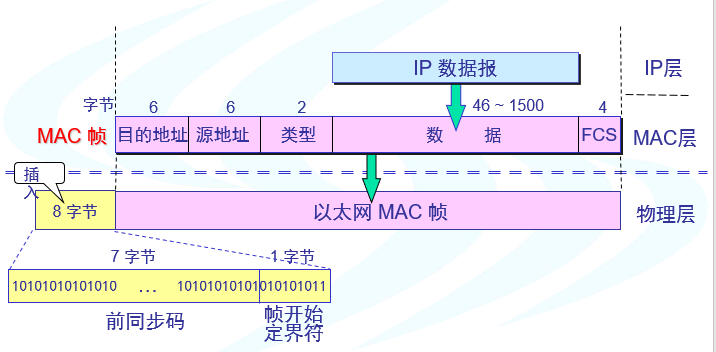 IP 数据报
IP层
字节
6
6
2
46 ~ 1500
4
MAC 帧
目的地址
源地址
类型
数 据
FCS
MAC层
插
入
8 字节
以太网 MAC 帧
物理层
7 字节
1 字节
10101010101010 … 10101010101010101011
前同步码
帧开始
定界符